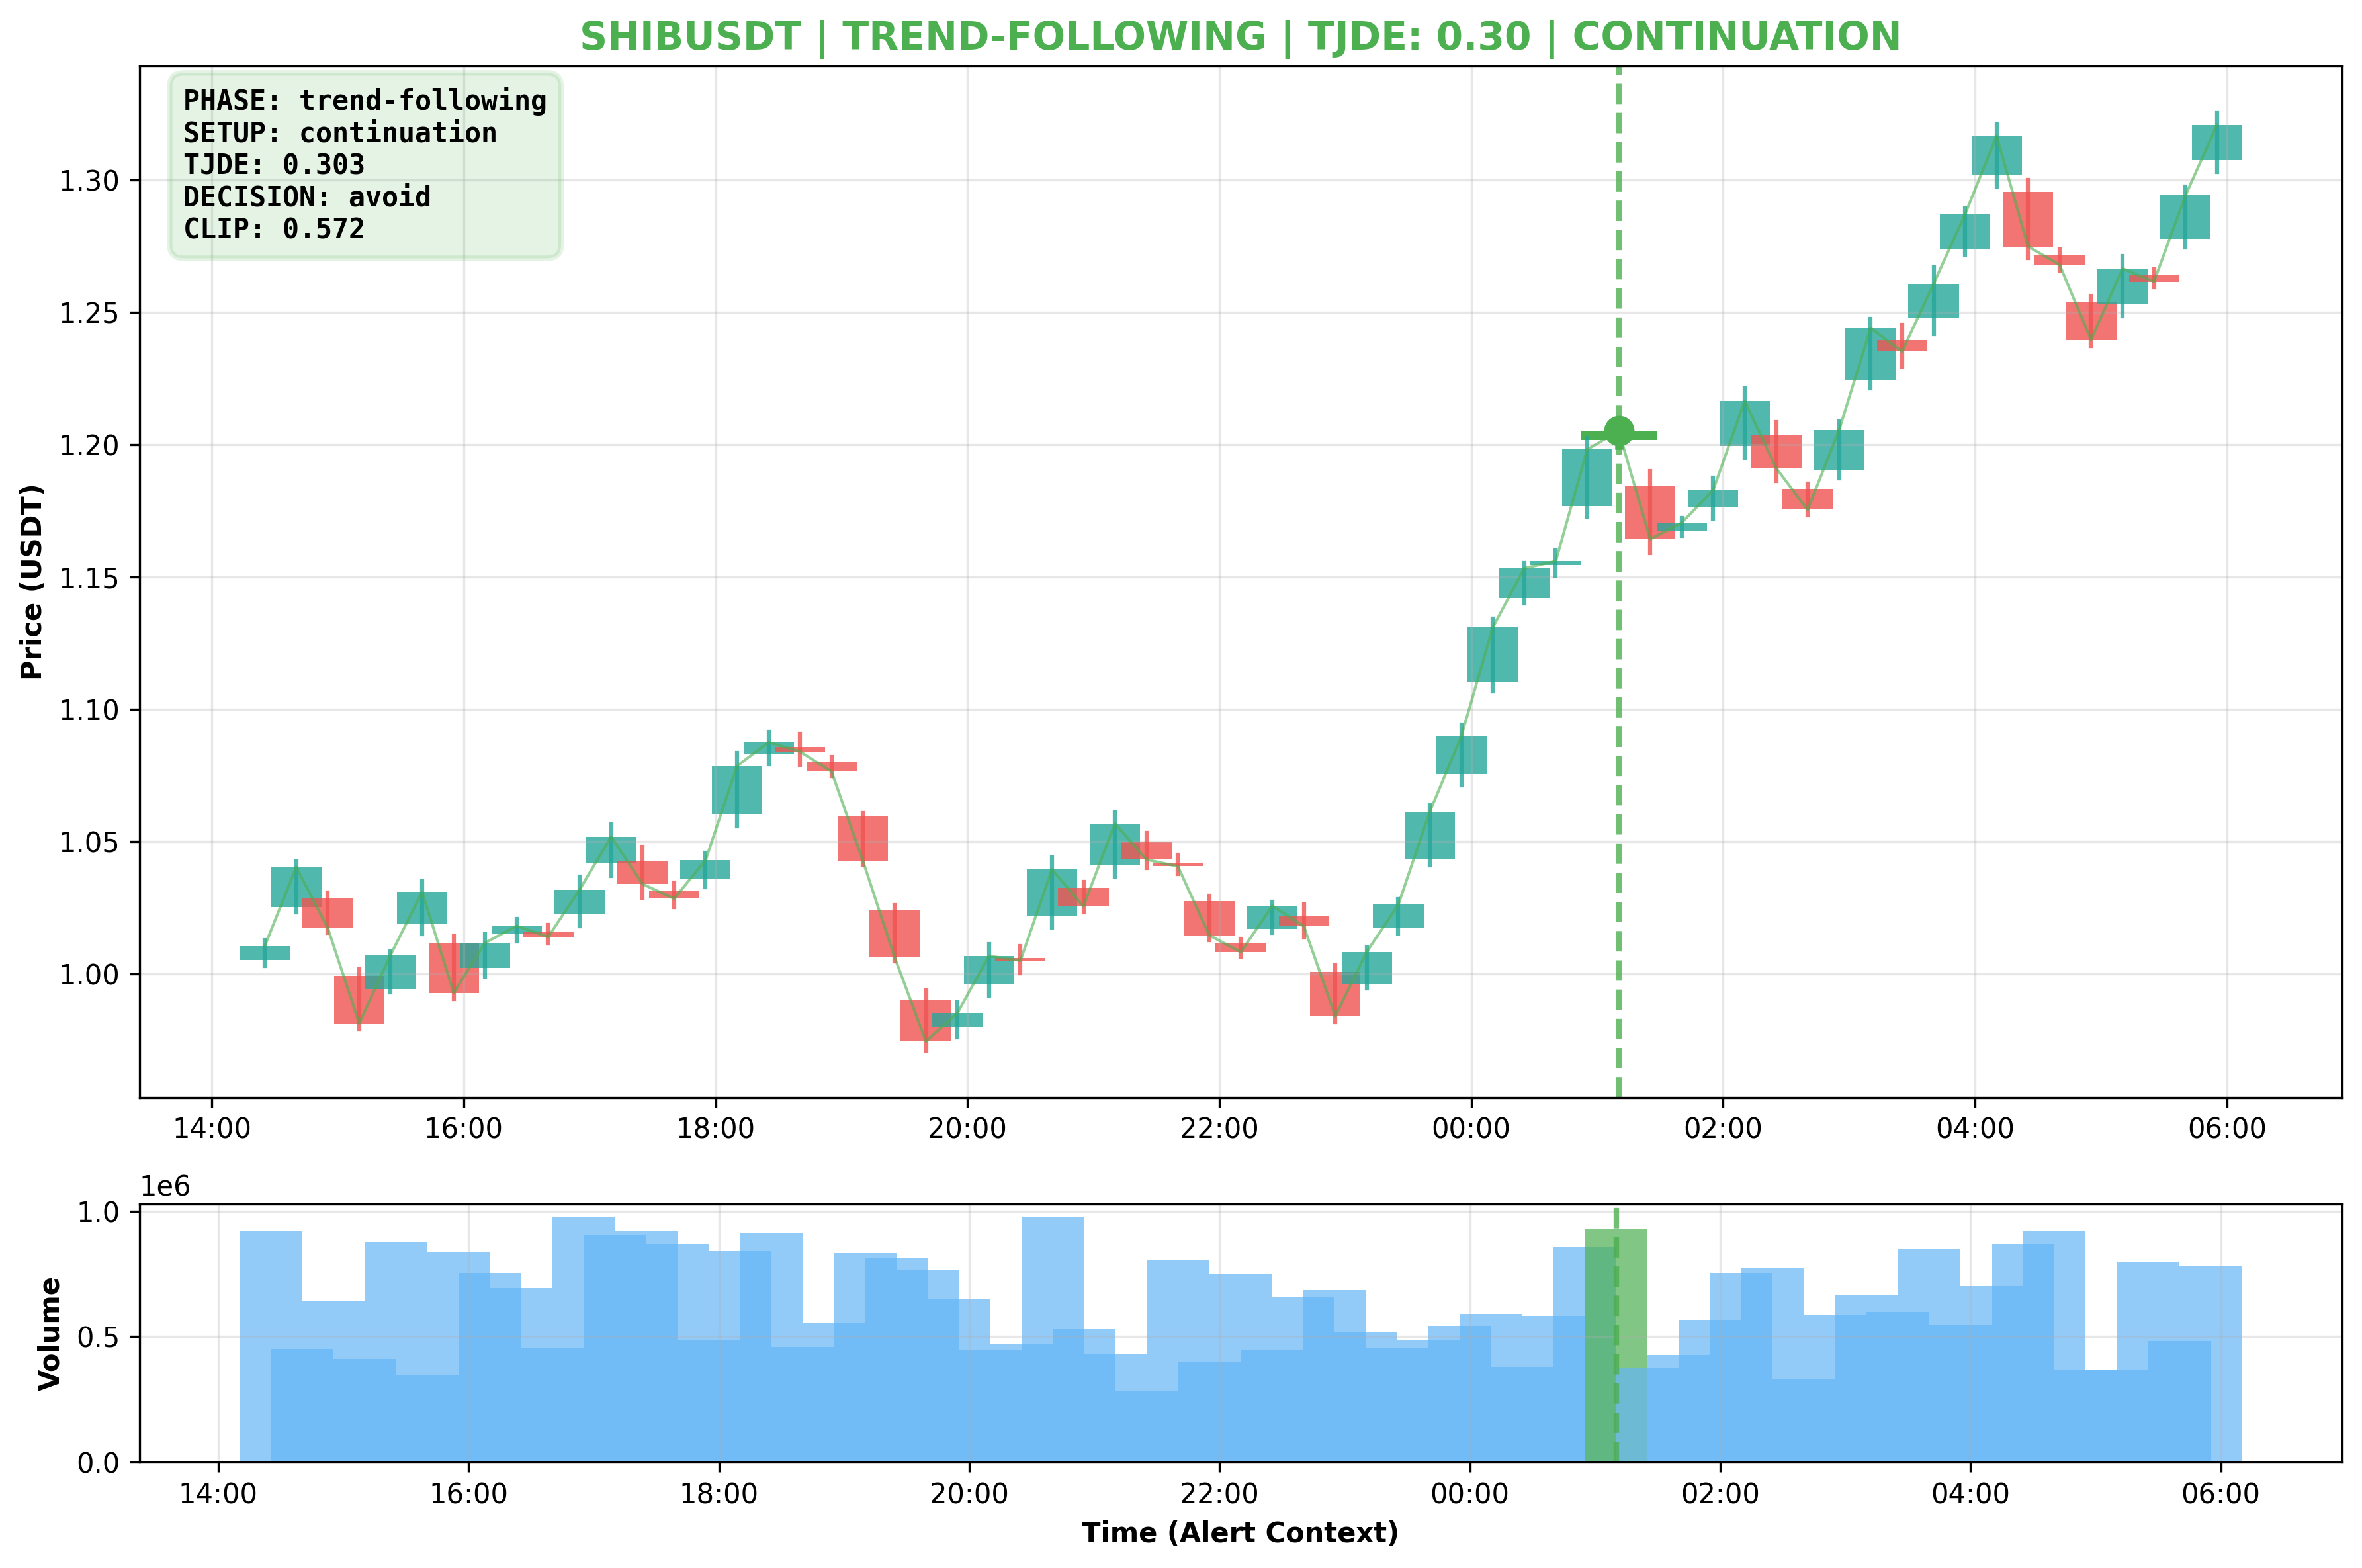 SHIBUSDT | TREND-FOLLOWING | TJDE: 0.30 | CONTINUATION
PHASE: trend-following
SETUP: continuation
TJDE: 0.303
DECISION: avoid
CLIP: 0.572
Price (USDT)
1.30
1.25
1.20
1.15
1.10
1.05
1.00
14:00 16:00 18:00 20:00 22:00 00:00 02:00 04:00 06:00
1e6
Volume
1.0
0.5
0.0
14:00 16:00 18:00 20:00 22:00 00:00 02:00 04:00 06:00
Time (Alert Context)